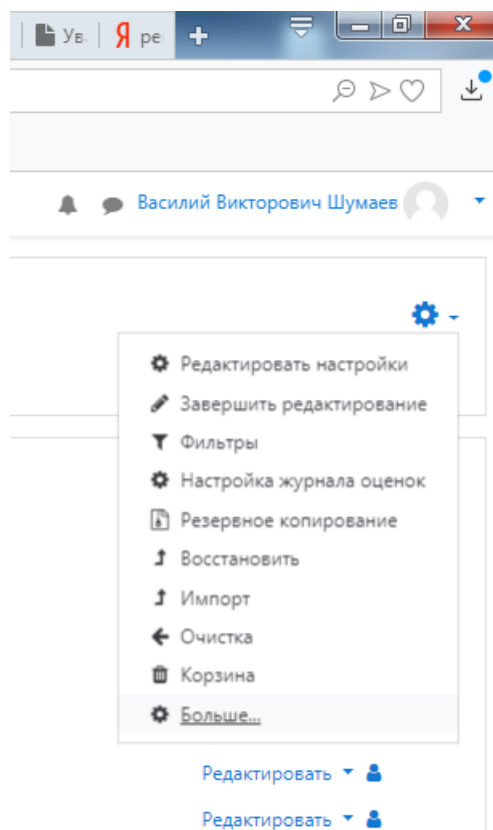 Ув Я ре
Василий Викторович Шумаев
Редактировать настройки
Завершить редактирование
Фильтры
Настройка журнала оценок
Резервное копирование
Восстановить
Импорт
Очистка
Корзина
Больше...
Редактировать
Редактировать